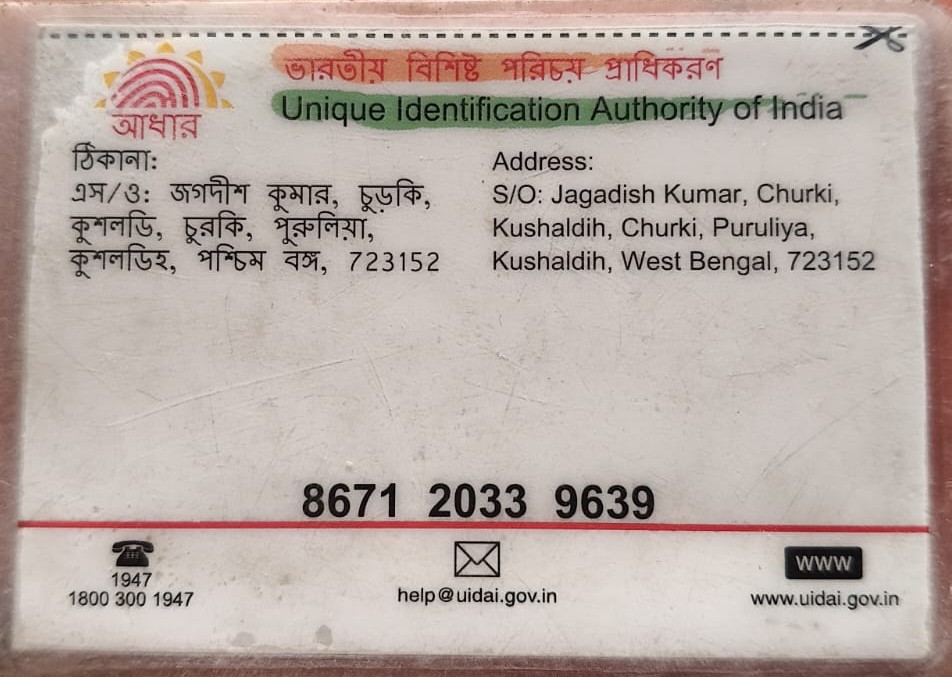 ভারতীয় বিশিষ্ট পরিচয় প্রাধিকরণ
Unique Identification Authority of India
আধার
ঠিকানা:
এস/ও: জগদীশ কুমার, চুড়কি,
কুশলডি, চুরকি, পুরুলিয়া,
কুশলডিহ, পশ্চিম বঙ্গ, 723152
Address:
S/O: Jagadish Kumar, Churki,
Kushaldih, Churki, Puruliya,
Kushaldih, West Bengal, 723152
8671 2033 9639
1947
1800 300 1947
help@uidai.gov.in
www
www.uidai.gov.in